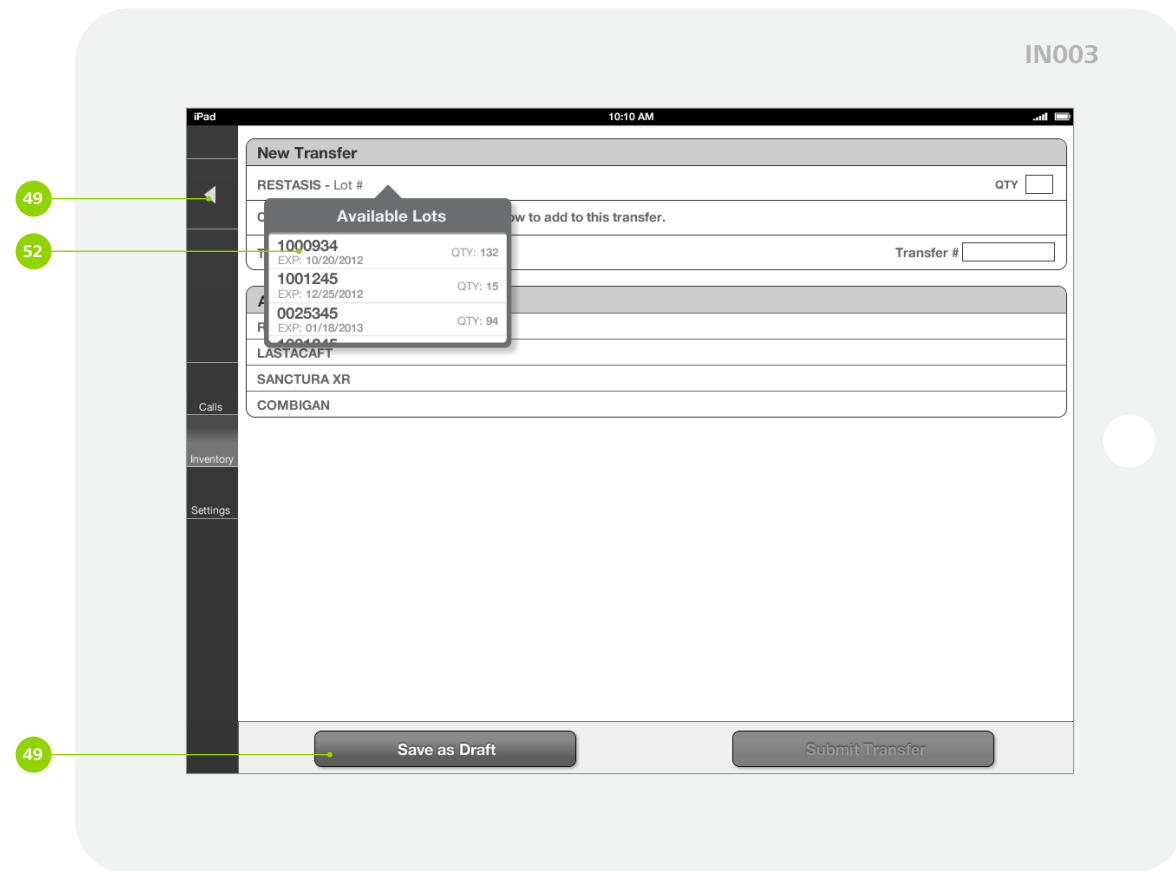 IN003
iPad 10:10 AM
New Transfer
RESTASIS - Lot # QTY
49
Available Lots
to add to this transfer.
52
1000934
EXP: 10/20/2012 QTY: 132
Transfer #
1001245
EXP: 12/25/2012 QTY: 15
0025345
EXP: 01/18/2013 QTY: 94
LASTACAFT
SANCTURA XR
COMBIGAN
Calls
Inventory
Settings
49
Save as Draft
Submit Transfer